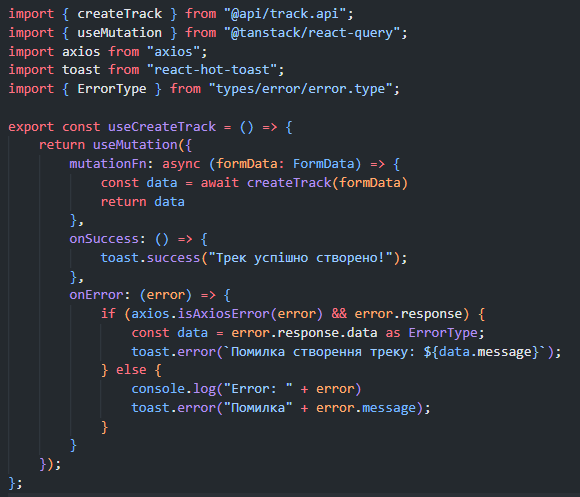 import { createTrack } from "@api/track.api";
import { useMutation } from "@tanstack/react-query";
import axios from "axios";
import toast from "react-hot-toast";
import { ErrorType } from "types/error/error.type";

export const useCreateTrack = () => {
    return useMutation({
        mutationFn: async (formData: FormData) => {
            const data = await createTrack(formData)
            return data
        },
        onSuccess: () => {
            toast.success("Трек успішно створено!");
        },
        onError: (error) => {
            if (axios.isAxiosError(error) && error.response) {
                const data = error.response.data as ErrorType;
                toast.error(`Помилка створення треку: ${data.message}`);
            } else {
                console.log("Error: " + error)
                toast.error("Помилка" + error.message);
            }
        }
    });
};